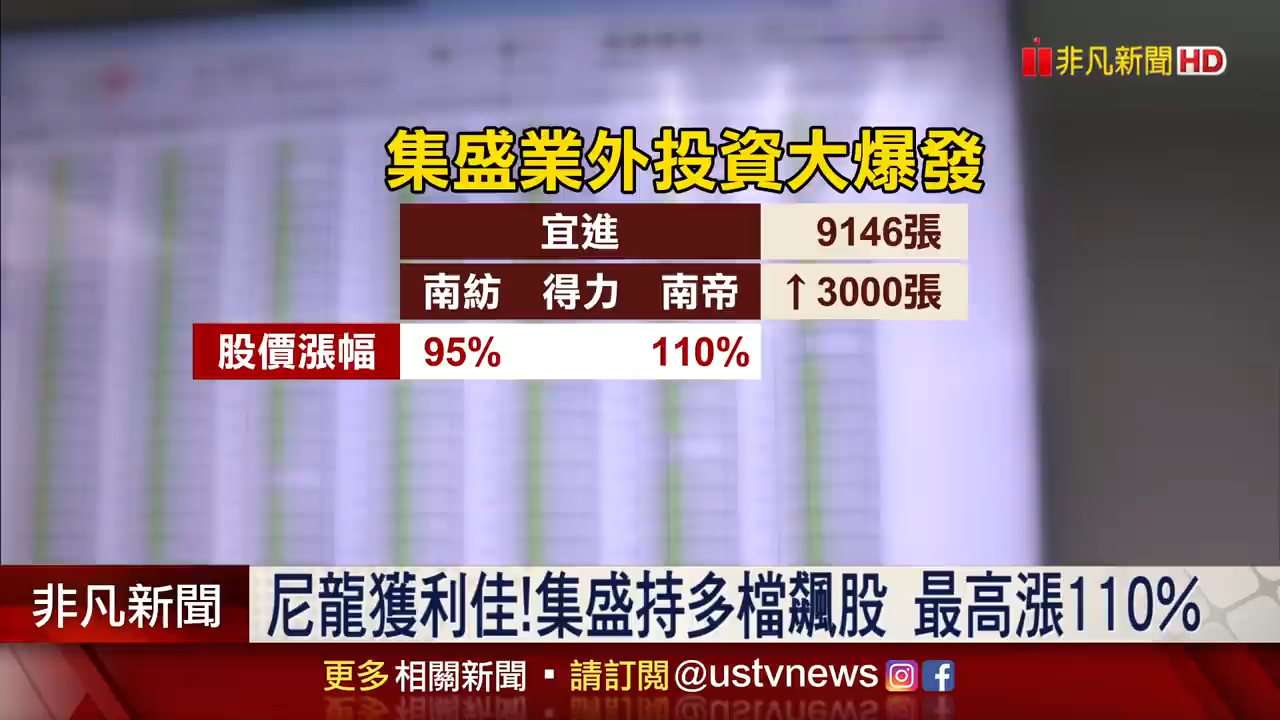 非凡新聞HD
集盛業外投資大爆發
宜進 9146張
南紡 得力 南帝 ↑3000張
股價漲幅 95% 110%
非凡新聞 尼龍獲利佳!集盛持多檔飆股 最高漲110%
更多相關新聞 ▪ 請訂閱@ustvnews